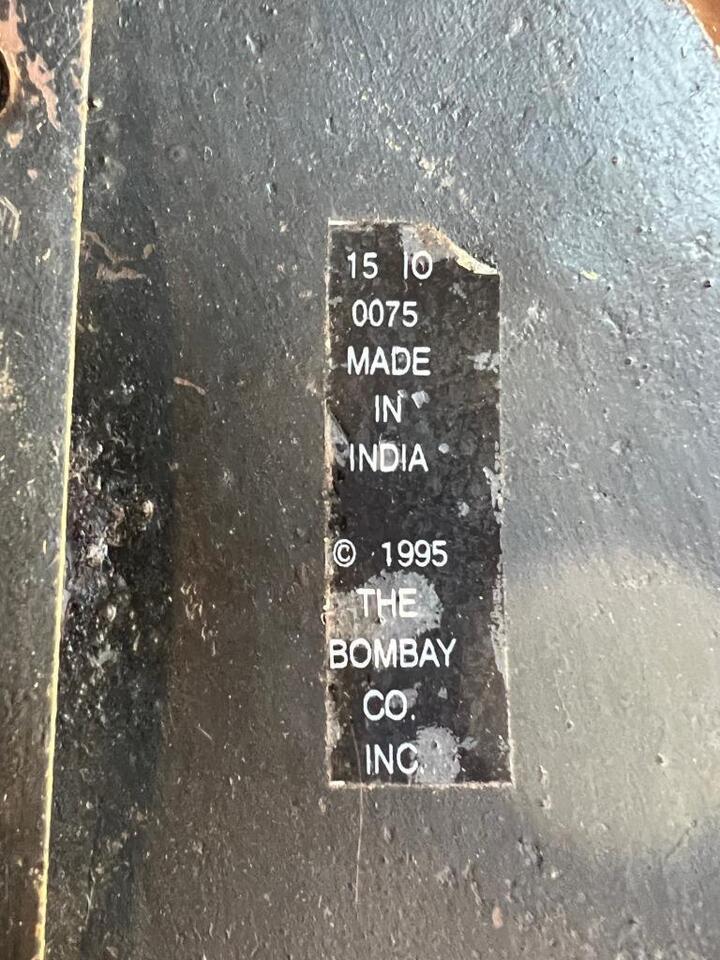 15 10
0075
MADE
IN
INDIA
© 1995
THE
BOMBAY
CO.
INC.